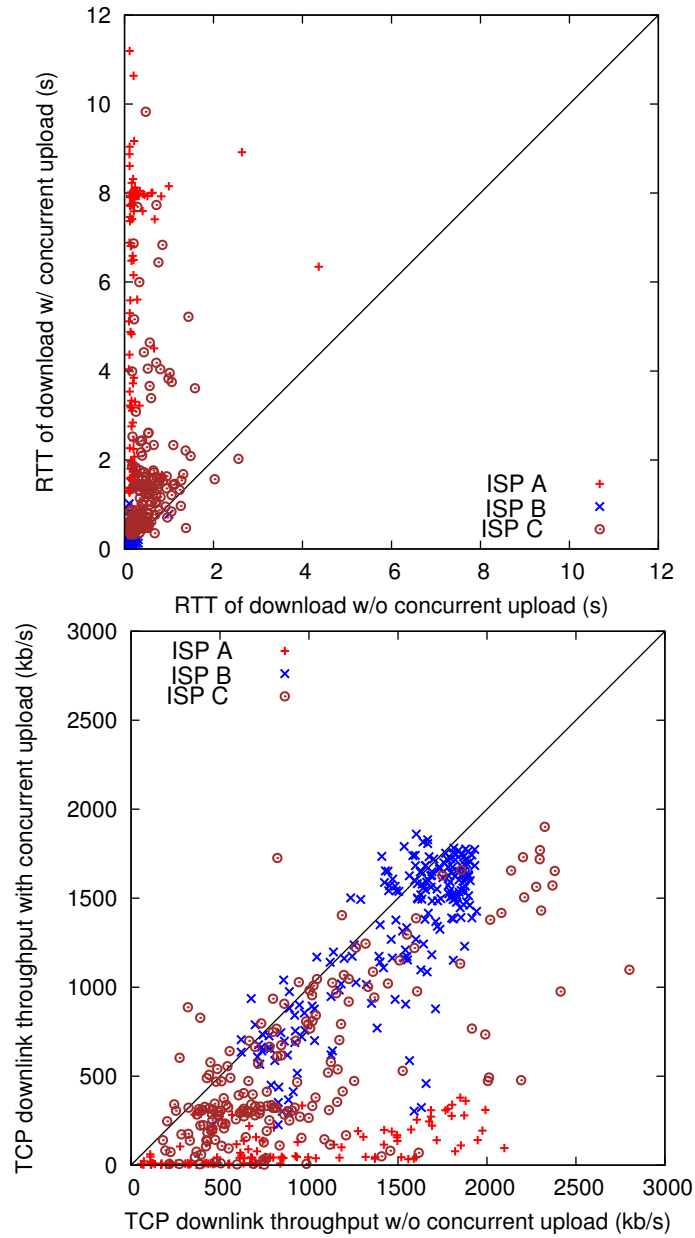 12
10
8
6
4
2
0
RTT of download w/ concurrent upload (s)
ISP A
ISP B
ISP C
0 2 4 6 8 10 12
RTT of download w/o concurrent upload (s)
3000
2500
2000
1500
1000
500
0
TCP downlink throughput with concurrent upload (kb/s)
ISP A
ISP B
ISP C
500 1000 1500 2000 2500 3000
TCP downlink throughput w/o concurrent upload (kb/s)